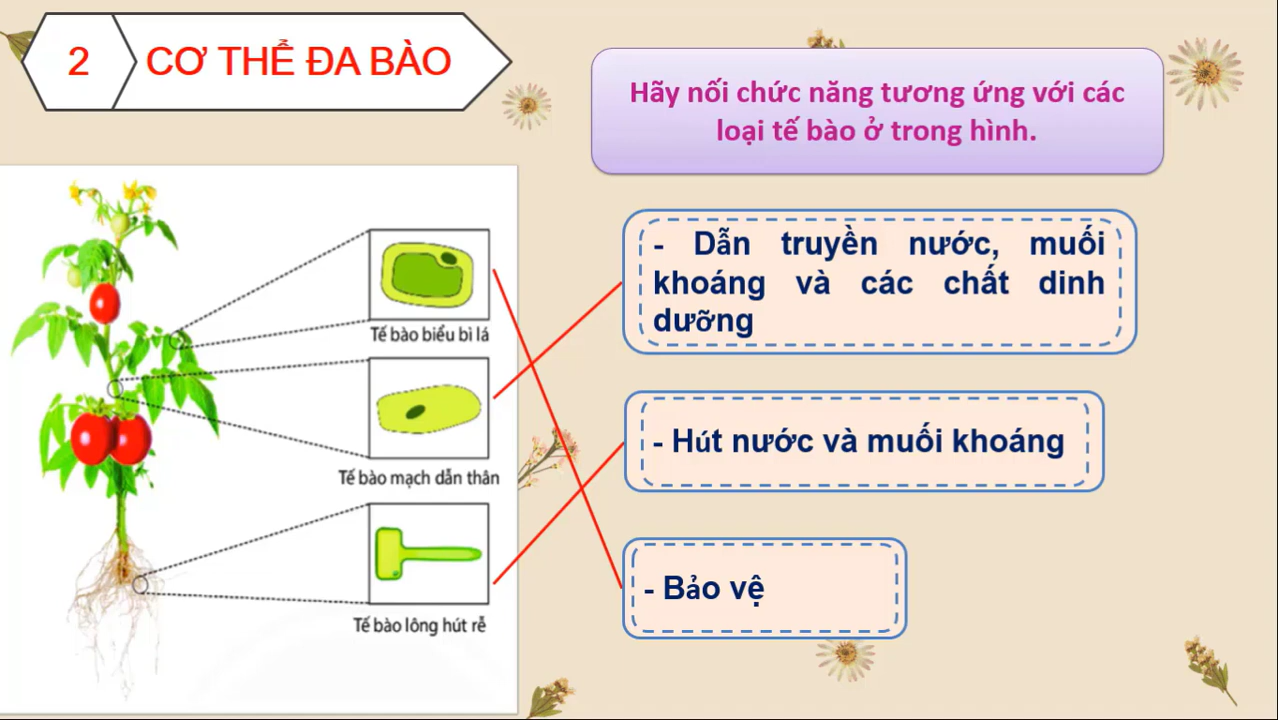 2 CƠ THỂ ĐA BÀO
Hãy nối chức năng tương ứng với các
loại tế bào ở trong hình.
Tế bào biểu bì lá
Tế bào mạch dẫn thân
Tế bào lông hút rễ
- Dẫn truyền nước, muối
khoáng và các chất dinh
dưỡng
- Hút nước và muối khoáng
- Bảo vệ